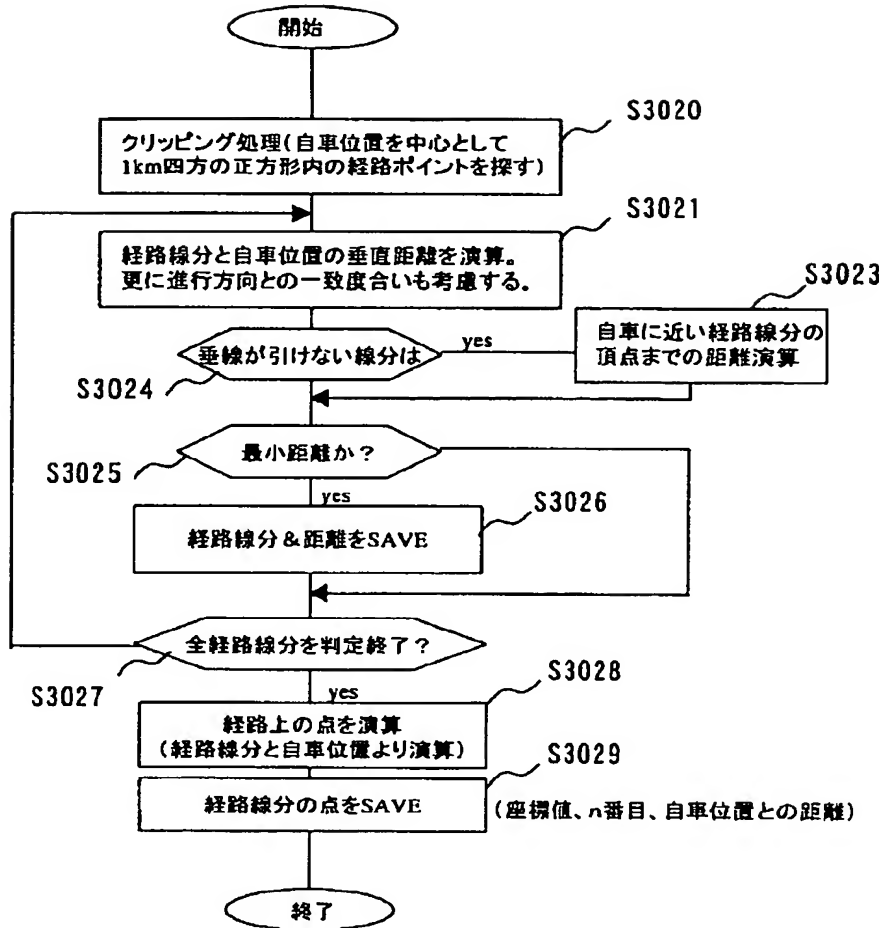 開始
S3020
クリッピング処理(自車位置を中心として
1km四方の正方形内の経路ポイントを探す)
S3021
経路線分と自車位置の垂直距離を演算。
更に進行方向との一致度合いも考慮する。
S3023
自車に近い経路線分の
頂点までの距離演算
垂線が引けない線分は
yes
S3024
最小距離か?
S3025
yes
S3026
経路線分&距離をSAVE
全経路線分を判定終了?
S3027
yes
S3028
経路上の点を演算
(経路線分と自車位置より演算)
S3029
経路線分の点をSAVE
(座標値、n番目、自車位置との距離)
終了